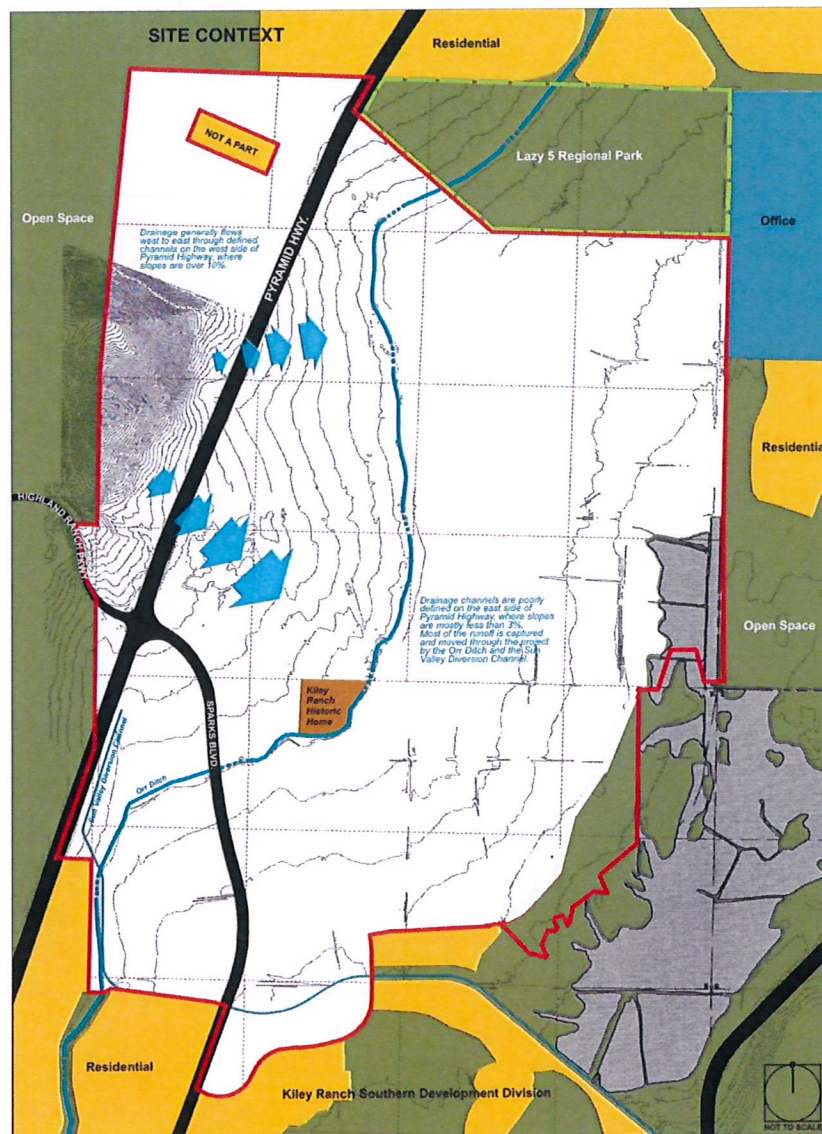 SITE CONTEXT
Residential
NOT A PART
PYRAMID HWY.
Lazy 5 Regional Park
Open Space
Office
Drainage generally flows
west to east through defined
channels on the west side of
Pyramid Highway, where
slopes are over 10%.
Residential
HIGHLAND RANCH PKWY.
Drainage channels are poorly
defined on the east side of
Pyramid Highway, where slopes
are mostly less than 3%.
Most of the runoff is captured
and moved through the project
by the Orr Ditch and the Sun
Valley Diversion Channel.
Open Space
Kiley
Ranch
Historic
Home
SPARKS BLVD.
Sun Valley Diversion Channel
Orr Ditch
Residential
Kiley Ranch Southern Development Division
NOT TO SCALE